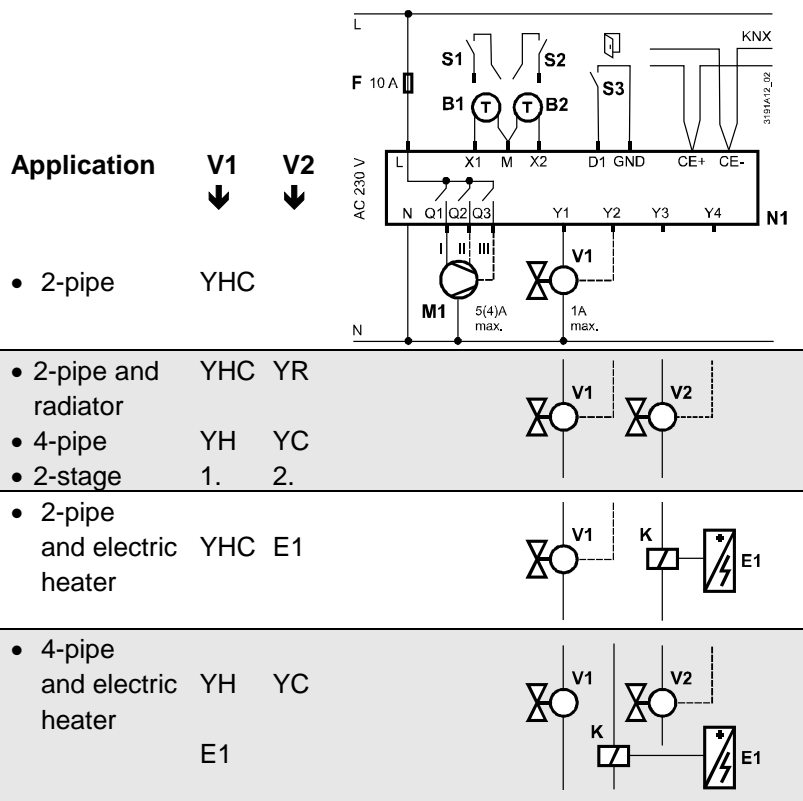 L
KNX
S1 S2
F 10 A
S3
B1 T T B2
3191A12_02
Application V1 V2
AC 230 V
L X1 M X2 D1 GND CE+ CE-
N Q1 Q2 Q3 Y1 Y2 Y3 Y4 N1
I II III
V1
• 2-pipe YHC
M1 5(4)A max. 1A max.
N
• 2-pipe and YHC YR
radiator
V1 V2
• 4-pipe YH YC
• 2-stage 1. 2.
• 2-pipe
and electric YHC E1
heater
V1 K E1
• 4-pipe
and electric YH YC
heater
E1
V1 V2
K E1